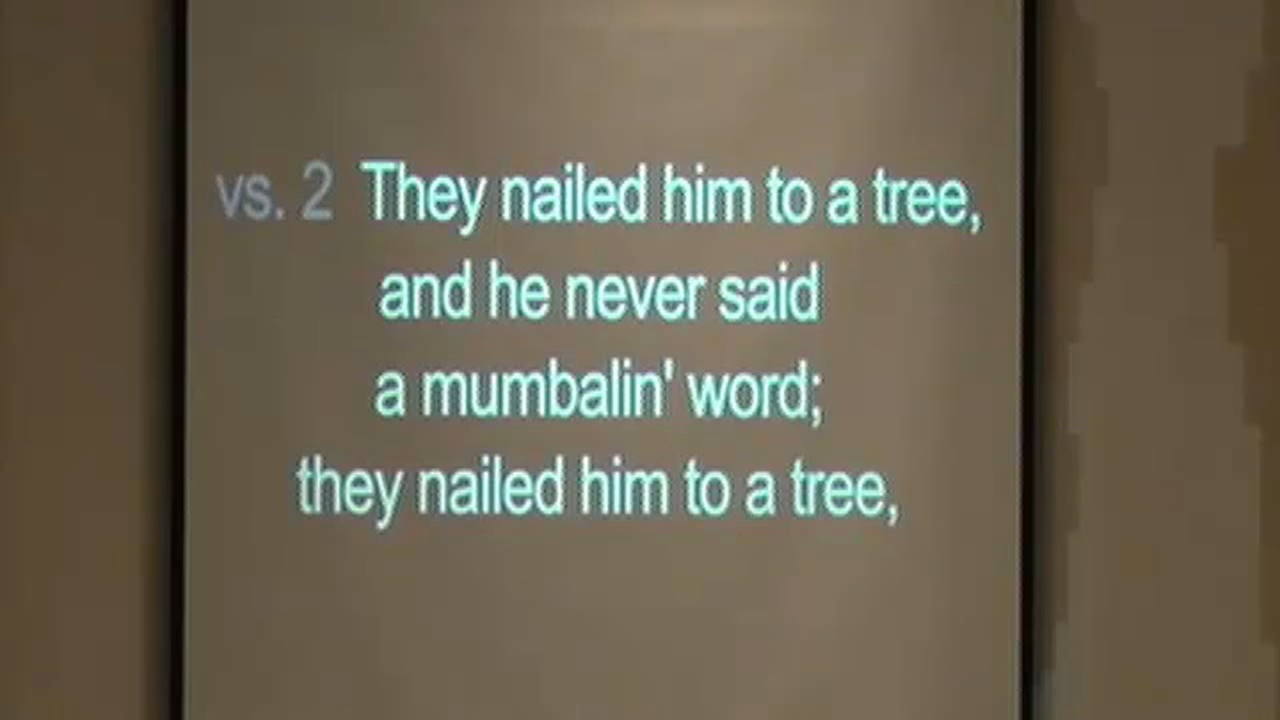 vs. 2 They nailed him to a tree,
and he never said
a mumbalin' word;
they nailed him to a tree,